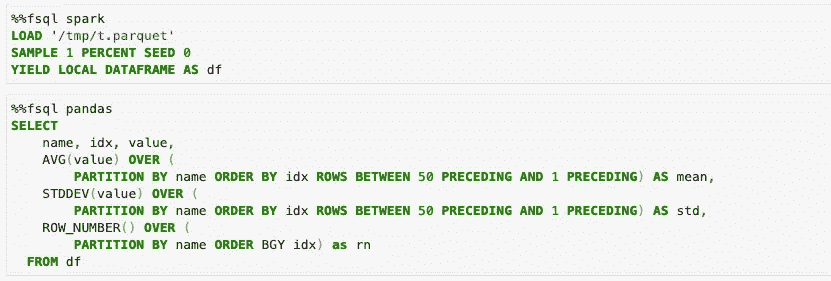 %%fsql spark
LOAD '/tmp/t.parquet'
SAMPLE 1 PERCENT SEED 0
YIELD LOCAL DATAFRAME AS df
%%fsql pandas
SELECT
name, idx, value,
AVG(value) OVER (
PARTITION BY name ORDER BY idx ROWS BETWEEN 50 PRECEDING AND 1 PRECEDING) AS mean,
STDDEV(value) OVER (
PARTITION BY name ORDER BY idx ROWS BETWEEN 50 PRECEDING AND 1 PRECEDING) AS std,
ROW_NUMBER() OVER (
PARTITION BY name ORDER BGY idx) as rn
FROM df